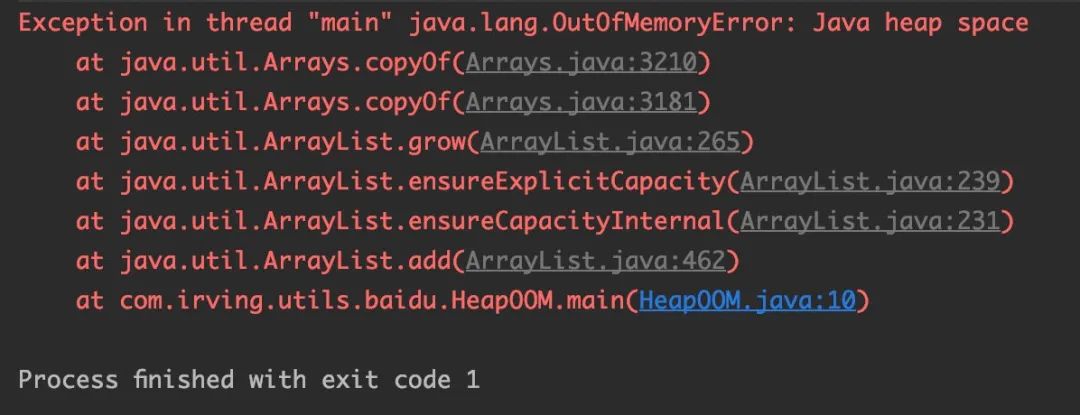 Exception in thread "main" java.lang.OutOfMemoryError: Java heap space
at java.util.Arrays.copyOf(Arrays.java:3210)
at java.util.Arrays.copyOf(Arrays.java:3181)
at java.util.ArrayList.grow(ArrayList.java:265)
at java.util.ArrayList.ensureExplicitCapacity(ArrayList.java:239)
at java.util.ArrayList.ensureCapacityInternal(ArrayList.java:231)
at java.util.ArrayList.add(ArrayList.java:462)
at com.irving.utils.baidu.HeapOOM.main(HeapOOM.java:10)
Process finished with exit code 1